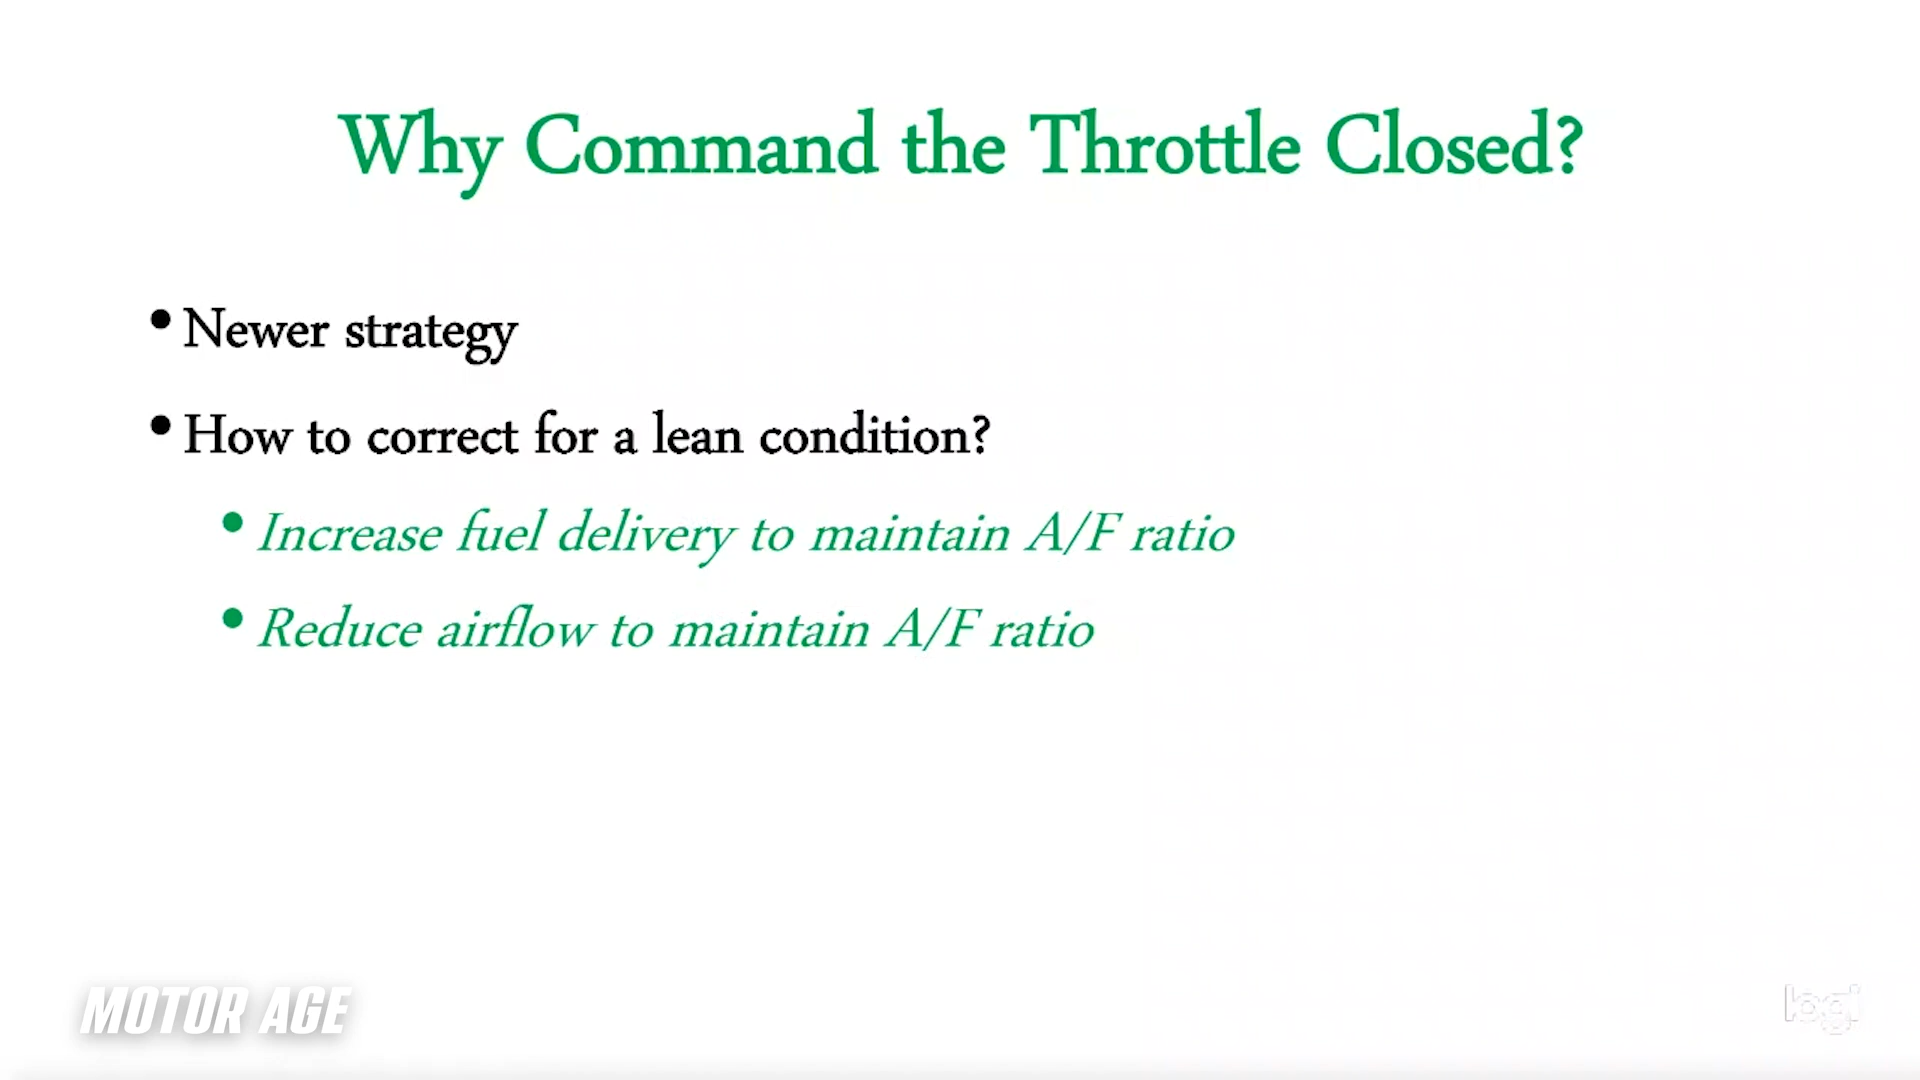 Why Command the Throttle Closed?
• Newer strategy
• How to correct for a lean condition?
• Increase fuel delivery to maintain A/F ratio
• Reduce airflow to maintain A/F ratio
MOTOR AGE
logi